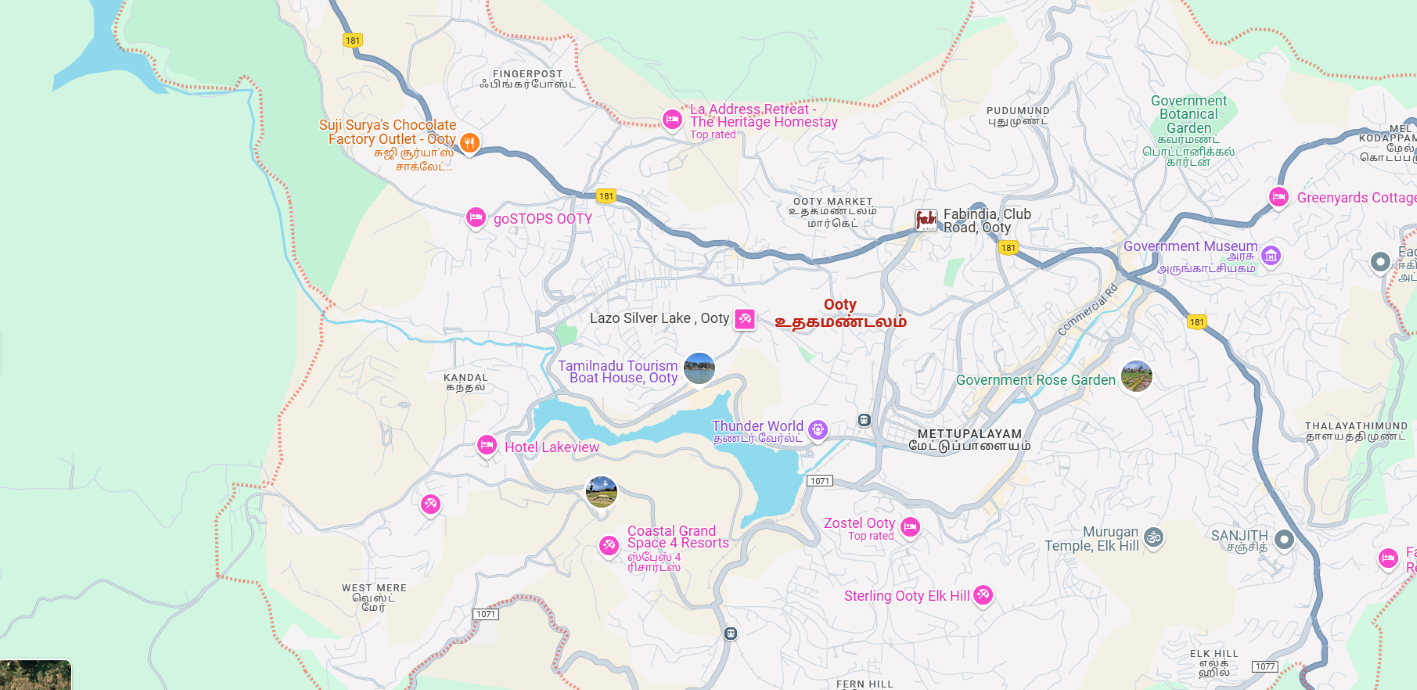 181
FINGERPOST
ஃபிங்கர்போஸ்ட்
La Address Retreat -
The Heritage Homestay
Top rated
PUDUMUND
புதுமுண்ட்
Government
Botanical
Garden
கவர்மண்ட்
பொட்டானிக்கல்
கார்டன்
MEL
KODAPPAM
மேல்
Suji Surya's Chocolate
Factory Outlet - Ooty
சுஜி சூர்யா'ஸ்
சாக்லேட்...
181
goSTOPS OOTY
OOTY MARKET
உதகமண்டலம்
மார்கெட்
Greenyards Cottage
Fabindia, Club
Road, Ooty
181
Government Museum
அரசு
அருங்காட்சியகம்
Ooty
உதகமண்டலம்
Lazo Silver Lake , Ooty
Commercial Rd
181
Tamilnadu Tourism
Boat House, Ooty
KANDAL
கந்தல்
Government Rose Garden
Thunder World
தண்டர் வேர்ல்ட்
METTUPALAYAM
மேட்டுப்பாளையம்
THALAYATHIMUND
தாளயத்திமுண்ட்
Hotel Lakeview
1071
Zostel Ooty
Top rated
Murugan
Temple, Elk Hill
SANJITH
சஞ்சித்
Coastal Grand
Space 4 Resorts
ஸ்பேஸ் 4
ரிசார்டஸ்
WEST MERE
வெஸ்ட்
மேர்
Sterling Ooty Elk Hill
1071
ELK HILL
எல்க்
ஹில்
1077
FERN HILL